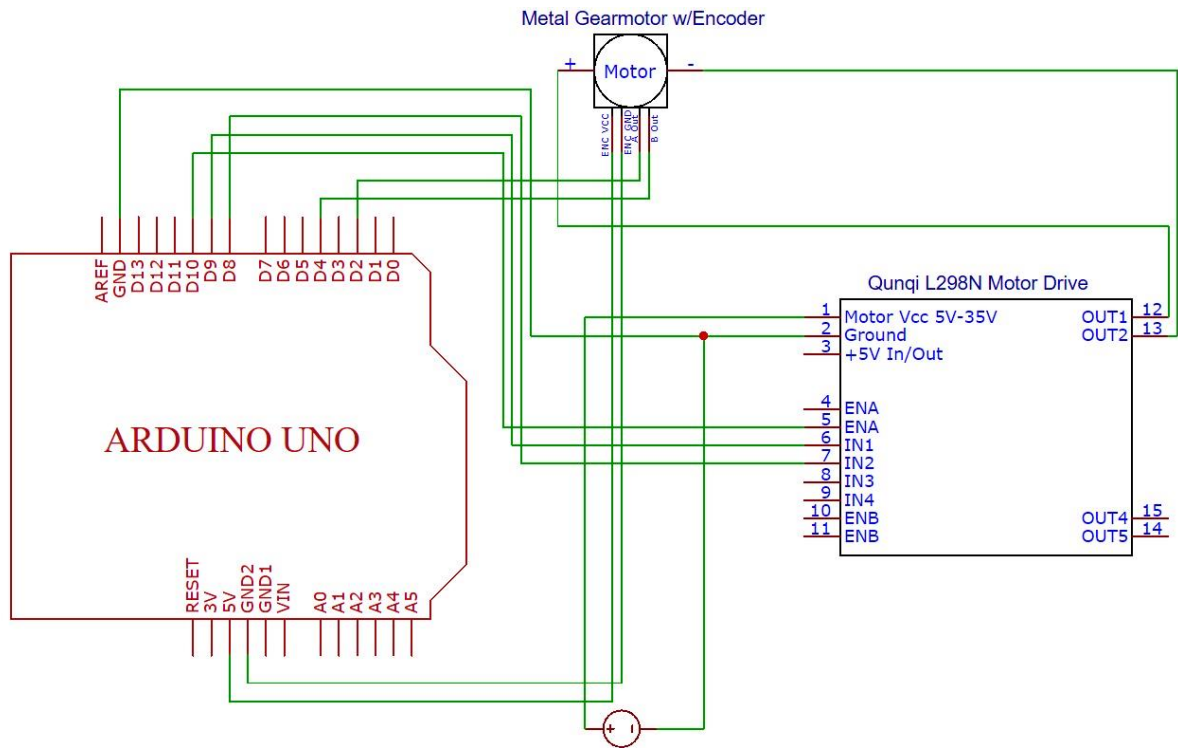 Metal Gearmotor w/Encoder
+ Motor -
ENC VCC
ENC GND
A Out
B Out
AREF
GND
D13
D12
D11
D10
D9
D8
D7
D6
D5
D4
D3
D2
D1
D0
ARDUINO UNO
RESET
3V
5V
GND2
GND1
VIN
A0
A1
A2
A3
A4
A5
Qunqi L298N Motor Drive
1 Motor Vcc 5V-35V
2 Ground
3 +5V In/Out
4 ENA
5 ENA
6 IN1
7 IN2
8 IN3
9 IN4
10 ENB
11 ENB
OUT1 12
OUT2 13
OUT4 15
OUT5 14
+ -